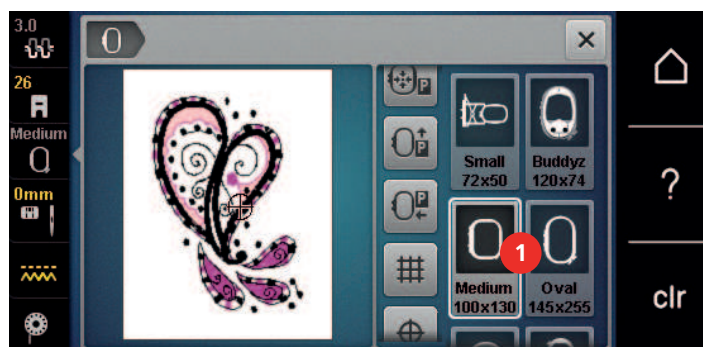 3.0
26
Medium
0mm
P
P
P
Small
72x50
Buddyz
120x74
1
Medium
100x130
Oval
145x255
?
clr